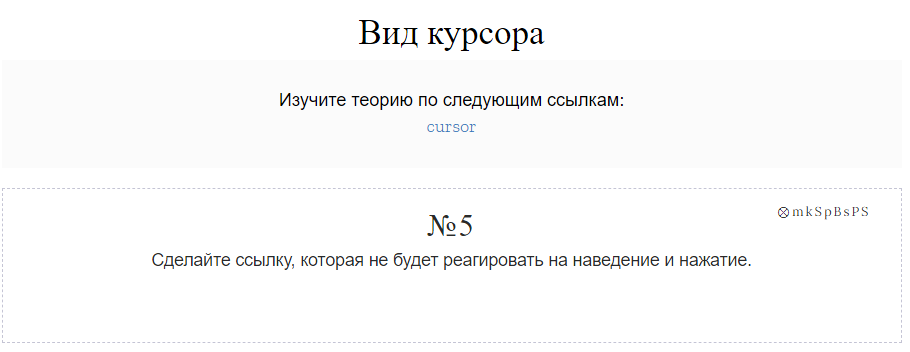 Вид курсора
Изучите теорию по следующим ссылкам:
cursor
⊗mkSpBsPS
№5
Сделайте ссылку, которая не будет реагировать на наведение и нажатие.